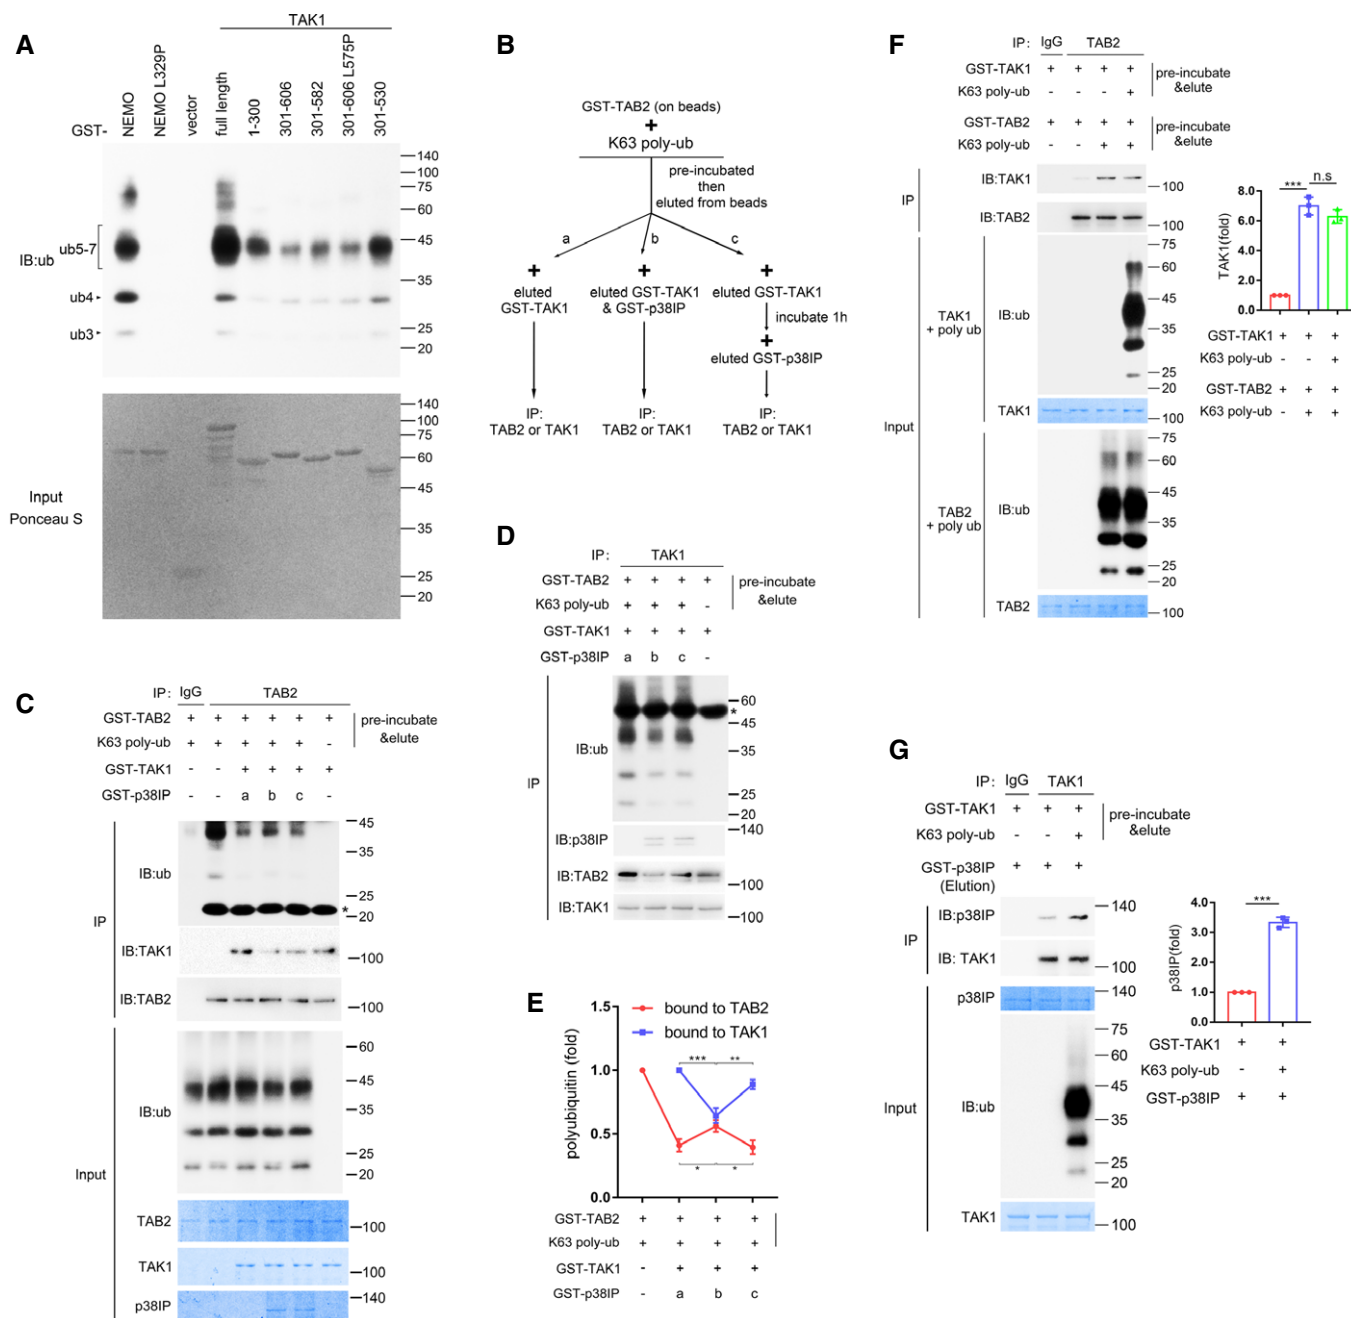 A
TAK1
GST-
NEMO
NEMO L329P
vector
full length
1-300
301-606
301-582
301-606 L575P
301-530
140
100
75
60
45
35
25
20
IB:ub
ub5-7
ub4
ub3
140
100
75
60
45
35
25
20
Input
Ponceau S
B
GST-TAB2 (on beads)
+
K63 poly-ub
pre-incubated
then
eluted from beads
a b c
+ + +
eluted
GST-TAK1
eluted GST-TAK1
& GST-p38IP
eluted GST-TAK1
incubate 1h
+
eluted GST-p38IP
IP:
TAB2 or TAK1
IP:
TAB2 or TAK1
IP:
TAB2 or TAK1
C
IP: IgG TAB2
GST-TAB2 + + + + + +
K63 poly-ub + + + + + -
pre-incubate
&elute
GST-TAK1 - - + + + +
GST-p38IP - - a b c -
IP
IB:ub
45
35
25
20
*
IB:TAK1
100
IB:TAB2
100
Input
IB:ub
60
45
35
25
20
TAB2
100
TAK1
100
p38IP
140
D
IP: TAK1
GST-TAB2 + + + +
K63 poly-ub + + + -
pre-incubate
&elute
GST-TAK1 + + + +
GST-p38IP a b c -
IP
IB:ub
60
*
45
35
25
20
IB:p38IP
140
IB:TAB2
100
IB:TAK1
100
E
polyubiquitin (fold)
1.5
1.0
0.5
0.0
bound to TAB2
bound to TAK1
*** **
* *
GST-TAB2 + + + +
K63 poly-ub + + + +
GST-TAK1 - + + +
GST-p38IP - a b c
F
IP: IgG TAB2
GST-TAK1 + + + +
K63 poly-ub - - - +
pre-incubate
&elute
GST-TAB2 + + + +
K63 poly-ub - - + +
pre-incubate
&elute
IP
IB:TAK1
100
IB:TAB2
100
Input
TAK1
+ poly ub
IB:ub
75
60
45
35
25
20
TAK1
100
TAB2
+ poly ub
IB:ub
75
60
45
35
25
20
TAB2
100
TAK1(fold)
8.0
6.0
4.0
2.0
0.0
*** n.s
GST-TAK1 + + +
K63 poly-ub - - +
GST-TAB2 + + +
K63 poly-ub - + +
G
IP: IgG TAK1
GST-TAK1 + + +
K63 poly-ub - - +
pre-incubate
&elute
GST-p38IP + + +
(Elution)
IP
IB:p38IP
140
IB: TAK1
100
Input
p38IP
140
IB:ub
75
60
45
35
25
20
TAK1
100
p38IP(fold)
4.0
3.0
2.0
1.0
0.0
***
GST-TAK1 + +
K63 poly-ub - +
GST-p38IP + +